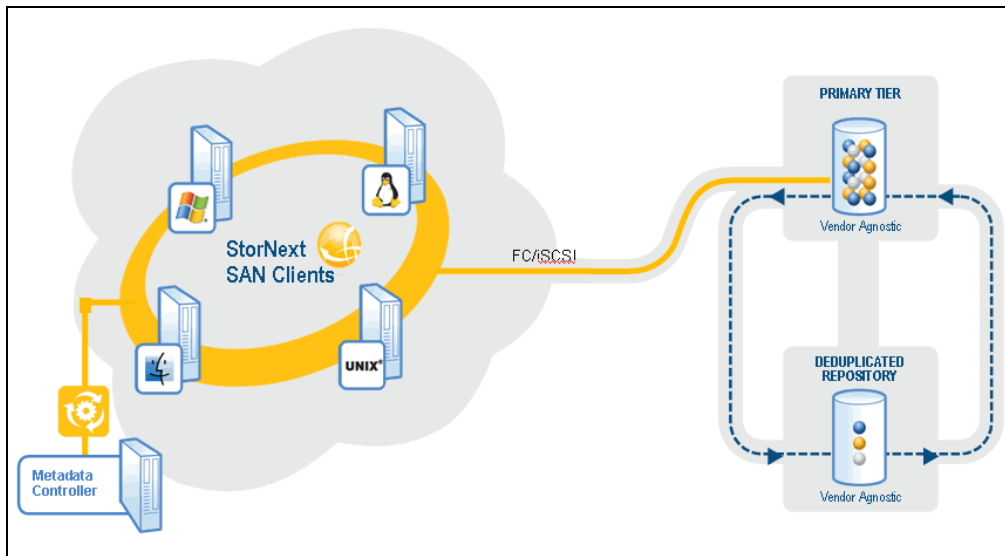 PRIMARY TIER
Vendor Agnostic
StorNext
SAN Clients
FC/iSCSI
UNIX®
DEDUPLICATED
REPOSITORY
Vendor Agnostic
Metadata
Controller